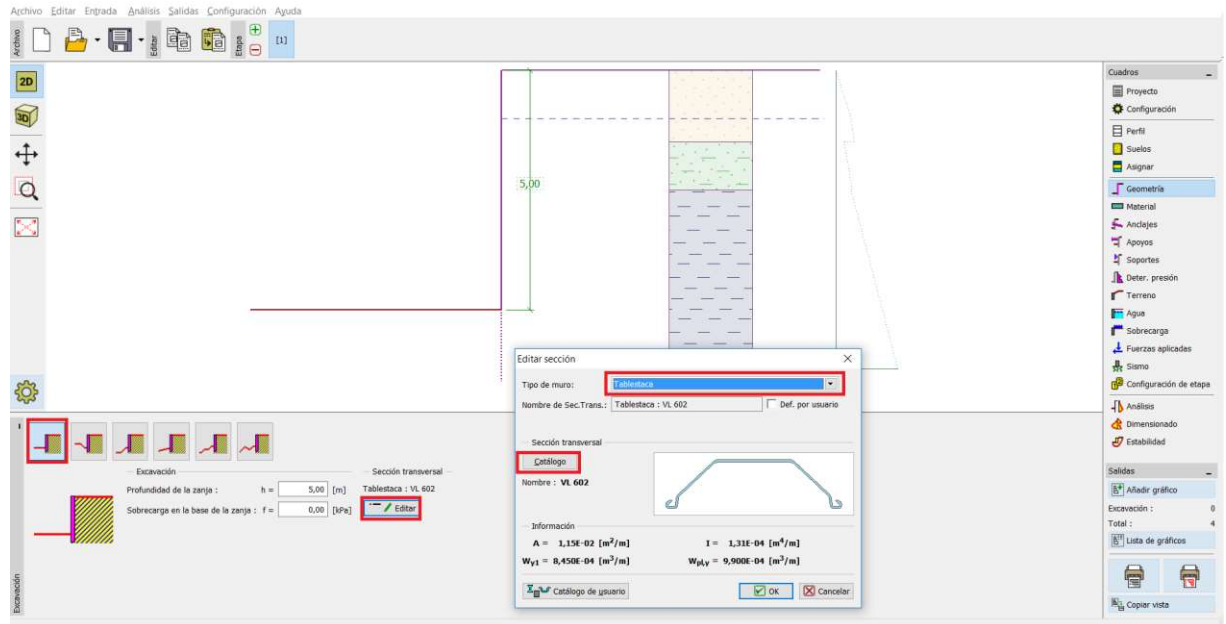 Archivo Editar Entrada Análisis Salidas Configuración Ayuda
Archivo
Editar
Etapa
[1]
2D
3D
5,00
Cuadros
Proyecto
Configuración
Perfil
Suelos
Asignar
Geometría
Material
Anclajes
Apoyos
Soportes
Deter. presión
Terreno
Agua
Sobrecarga
Fuerzas aplicadas
Sismo
Configuración de etapa
Análisis
Dimensionado
Estabilidad
Salidas
Añadir gráfico
Excavación : 0
Total : 4
Lista de gráficos
Copiar vista
Excavación
Excavación
Profundidad de la zanja : h = 5,00 [m]
Sobrecarga en la base de la zanja : f = 0,00 [kPa]
Sección transversal
Tablestaca : VL 602
Editar
Editar sección
Tipo de muro: Tablestaca
Nombre de Sec.Trans.: Tablestaca : VL 602 Def. por usuario
Sección transversal
Catálogo
Nombre : VL 602
Información
A = 1,15E-02 [m²/m] I = 1,31E-04 [m⁴/m]
Wy1 = 8,450E-04 [m³/m] Wpl,y = 9,900E-04 [m³/m]
Catálogo de usuario OK Cancelar